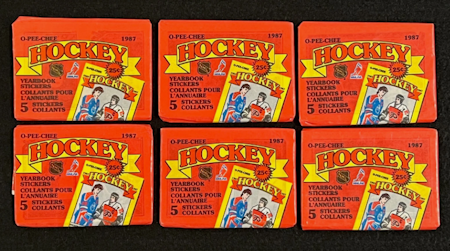 O-PEE-CHEE 1987
HOCKEY
25¢
YEARBOOK
STICKERS
COLLANTS POUR
L'ANNUAIRE
5 STICKERS
COLLANTS
HOCKEY
O-PEE-CHEE 1987
HOCKEY
25¢
YEARBOOK
STICKERS
COLLANTS POUR
L'ANNUAIRE
5 STICKERS
COLLANTS
HOCKEY
O-PEE-CHEE 1987
HOCKEY
25¢
YEARBOOK
STICKERS
COLLANTS POUR
L'ANNUAIRE
5 STICKERS
COLLANTS
HOCKEY
O-PEE-CHEE 1987
HOCKEY
25¢
YEARBOOK
STICKERS
COLLANTS POUR
L'ANNUAIRE
5 STICKERS
COLLANTS
HOCKEY
O-PEE-CHEE 1987
HOCKEY
25¢
YEARBOOK
STICKERS
COLLANTS POUR
L'ANNUAIRE
5 STICKERS
COLLANTS
HOCKEY
O-PEE-CHEE 1987
HOCKEY
25¢
YEARBOOK
STICKERS
COLLANTS POUR
L'ANNUAIRE
5 STICKERS
COLLANTS
HOCKEY